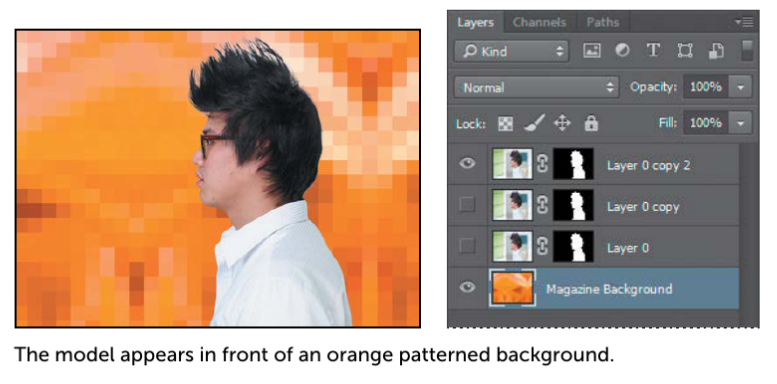 Layers Channels Paths
Kind
Normal Opacity: 100%
Lock: Fill: 100%
Layer 0 copy 2
Layer 0 copy
Layer 0
Magazine Background
The model appears in front of an orange patterned background.